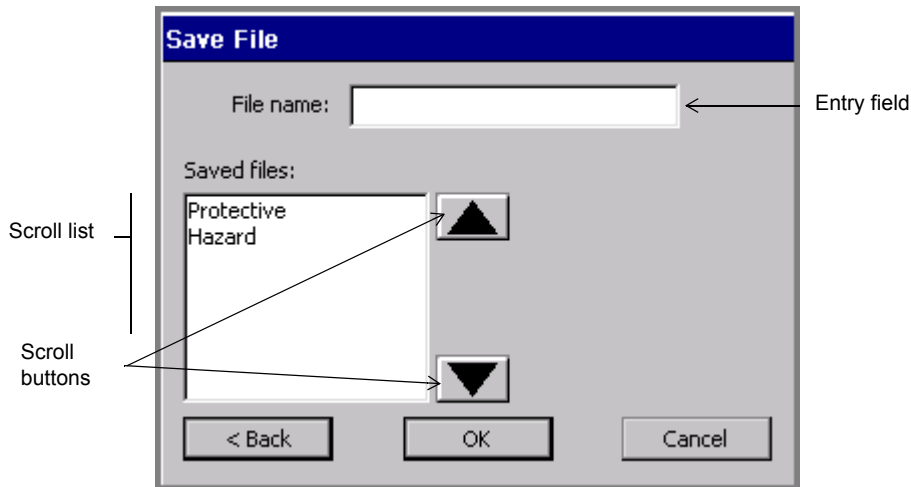 Save File
File name:
Entry field
Saved files:
Protective
Hazard
Scroll list
Scroll
buttons
< Back
OK
Cancel